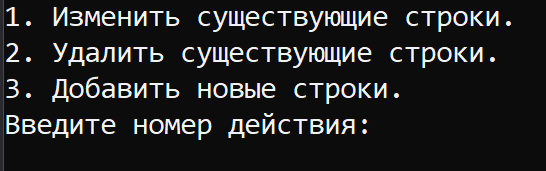 1. Изменить существующие строки.
2. Удалить существующие строки.
3. Добавить новые строки.
Введите номер действия: